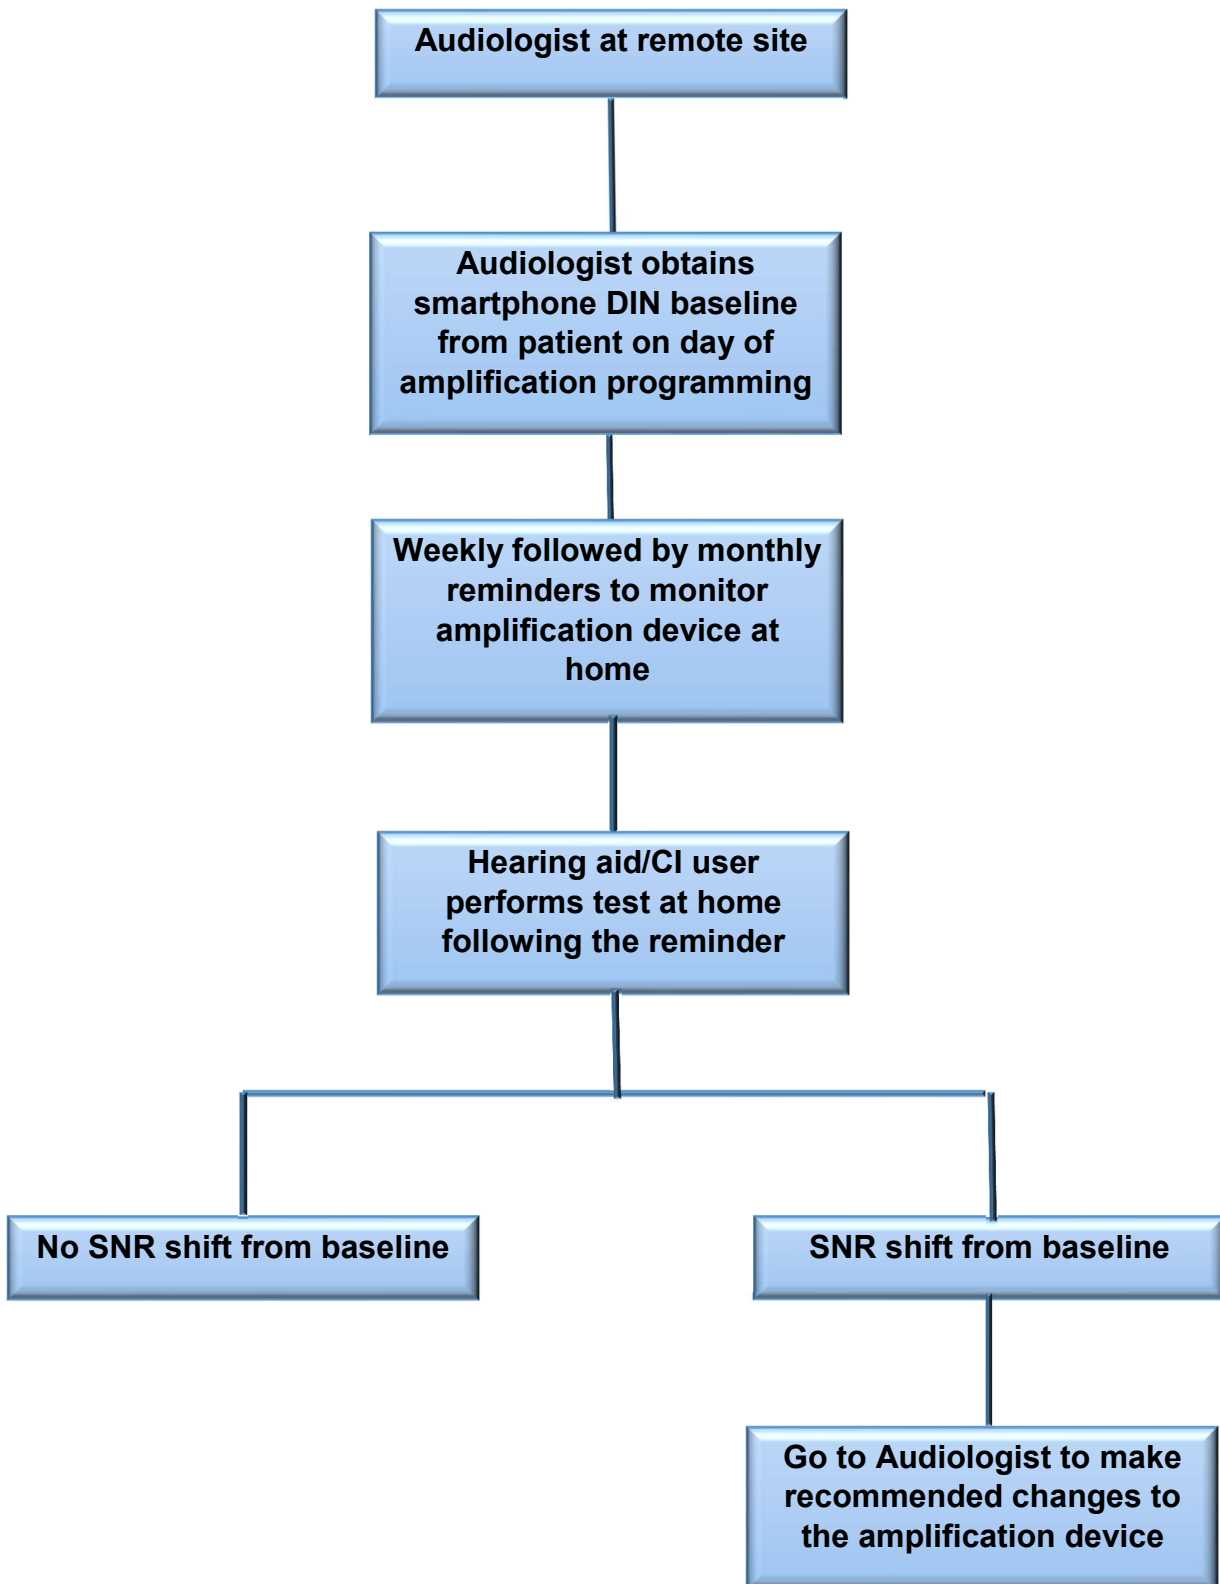 Audiologist at remote site
Audiologist obtains
smartphone DIN baseline
from patient on day of
amplification programming
Weekly followed by monthly
reminders to monitor
amplification device at
home
Hearing aid/CI user
performs test at home
following the reminder
No SNR shift from baseline
SNR shift from baseline
Go to Audiologist to make
recommended changes to
the amplification device